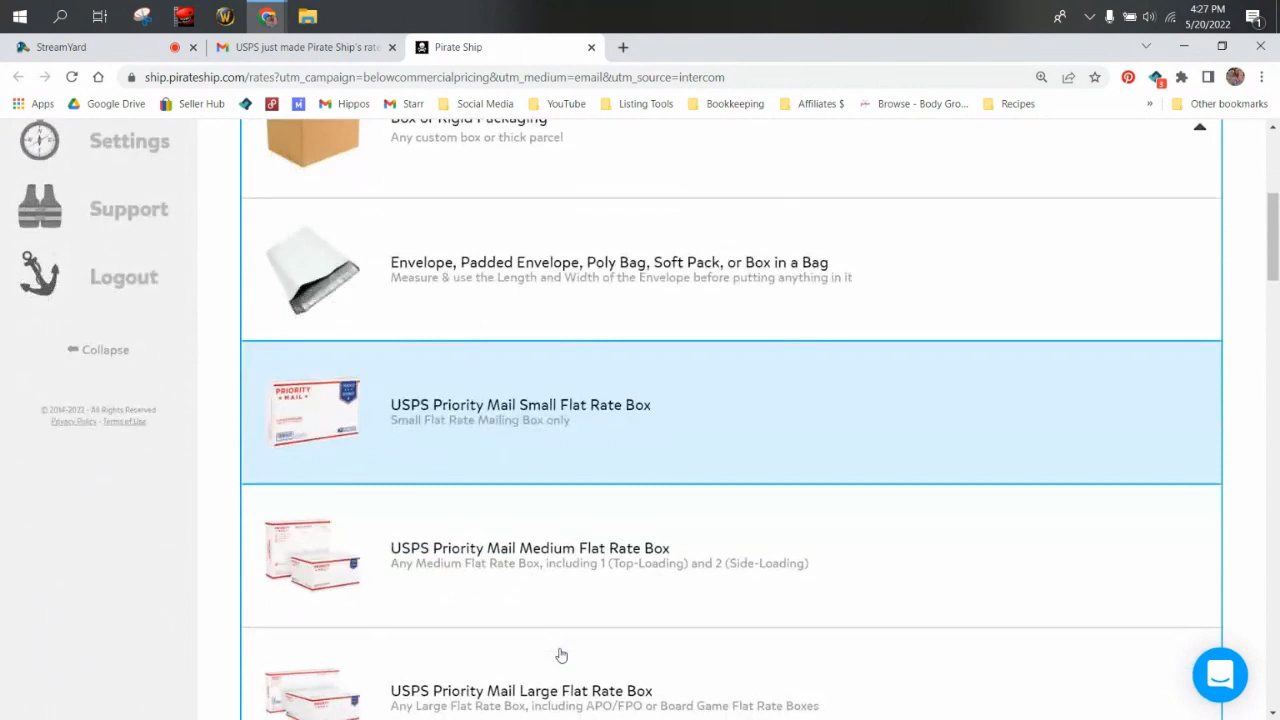 4:27 PM
5/20/2022
1
StreamYard
USPS just made Pirate Ship's rate
Pirate Ship
ship.pirateship.com/rates?utm_campaign=belowcommercialpricing&utm_medium=email&utm_source=intercom
3
Apps
Google Drive
Seller Hub
Hippos
Starr
Social Media
YouTube
Listing Tools
Bookkeeping
Affiliates $
Browse - Body Gro...
Recipes
»
Other bookmarks
Settings
Support
Logout
Collapse
© 2014-2022 - All Rights Reserved
Privacy Policy - Terms of Use
Box or Rigid Packaging
Any custom box or thick parcel
Envelope, Padded Envelope, Poly Bag, Soft Pack, or Box in a Bag
Measure & use the Length and Width of the Envelope before putting anything in it
PRIORITY
MAIL
USPS Priority Mail Small Flat Rate Box
Small Flat Rate Mailing Box only
USPS Priority Mail Medium Flat Rate Box
Any Medium Flat Rate Box, including 1 (Top-Loading) and 2 (Side-Loading)
USPS Priority Mail Large Flat Rate Box
Any Large Flat Rate Box, including APO/FPO or Board Game Flat Rate Boxes